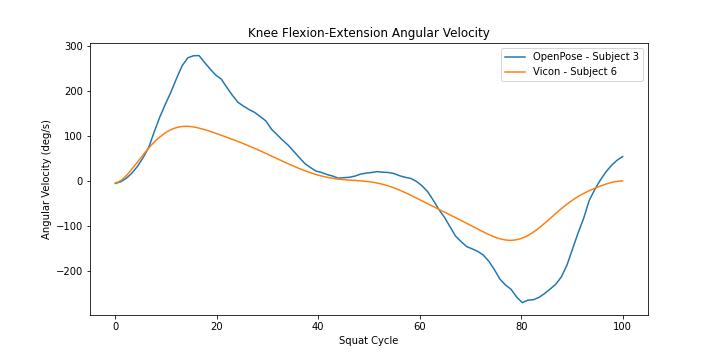 Knee Flexion-Extension Angular Velocity
OpenPose - Subject 3
Vicon - Subject 6
Angular Velocity (deg/s)
300
200
100
0
−100
−200
0 20 40 60 80 100
Squat Cycle